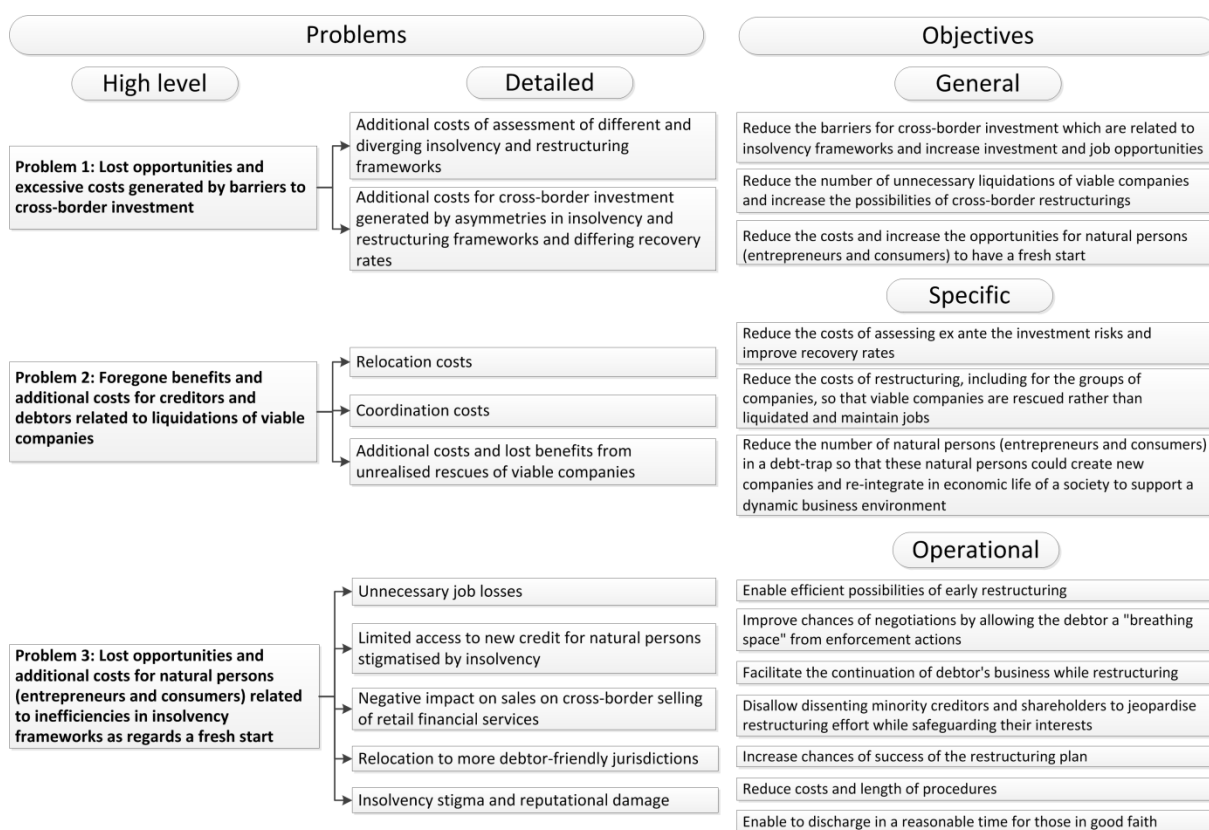 Problems
High level
Detailed
Problem 1: Lost opportunities and
excessive costs generated by barriers to
cross-border investment
Additional costs of assessment of different and
diverging insolvency and restructuring
frameworks
Additional costs for cross-border investment
generated by asymmetries in insolvency and
restructuring frameworks and differing recovery
rates
Problem 2: Foregone benefits and
additional costs for creditors and
debtors related to liquidations of viable
companies
Relocation costs
Coordination costs
Additional costs and lost benefits from
unrealised rescues of viable companies
Problem 3: Lost opportunities and
additional costs for natural persons
(entrepreneurs and consumers) related
to inefficiencies in insolvency
frameworks as regards a fresh start
Unnecessary job losses
Limited access to new credit for natural persons
stigmatised by insolvency
Negative impact on sales on cross-border selling
of retail financial services
Relocation to more debtor-friendly jurisdictions
Insolvency stigma and reputational damage
Objectives
General
Reduce the barriers for cross-border investment which are related to
insolvency frameworks and increase investment and job opportunities
Reduce the number of unnecessary liquidations of viable companies
and increase the possibilities of cross-border restructurings
Reduce the costs and increase the opportunities for natural persons
(entrepreneurs and consumers) to have a fresh start
Specific
Reduce the costs of assessing ex ante the investment risks and
improve recovery rates
Reduce the costs of restructuring, including for the groups of
companies, so that viable companies are rescued rather than
liquidated and maintain jobs
Reduce the number of natural persons (entrepreneurs and consumers)
in a debt-trap so that these natural persons could create new
companies and re-integrate in economic life of a society to support a
dynamic business environment
Operational
Enable efficient possibilities of early restructuring
Improve chances of negotiations by allowing the debtor a "breathing
space" from enforcement actions
Facilitate the continuation of debtor's business while restructuring
Disallow dissenting minority creditors and shareholders to jeopardise
restructuring effort while safeguarding their interests
Increase chances of success of the restructuring plan
Reduce costs and length of procedures
Enable to discharge in a reasonable time for those in good faith